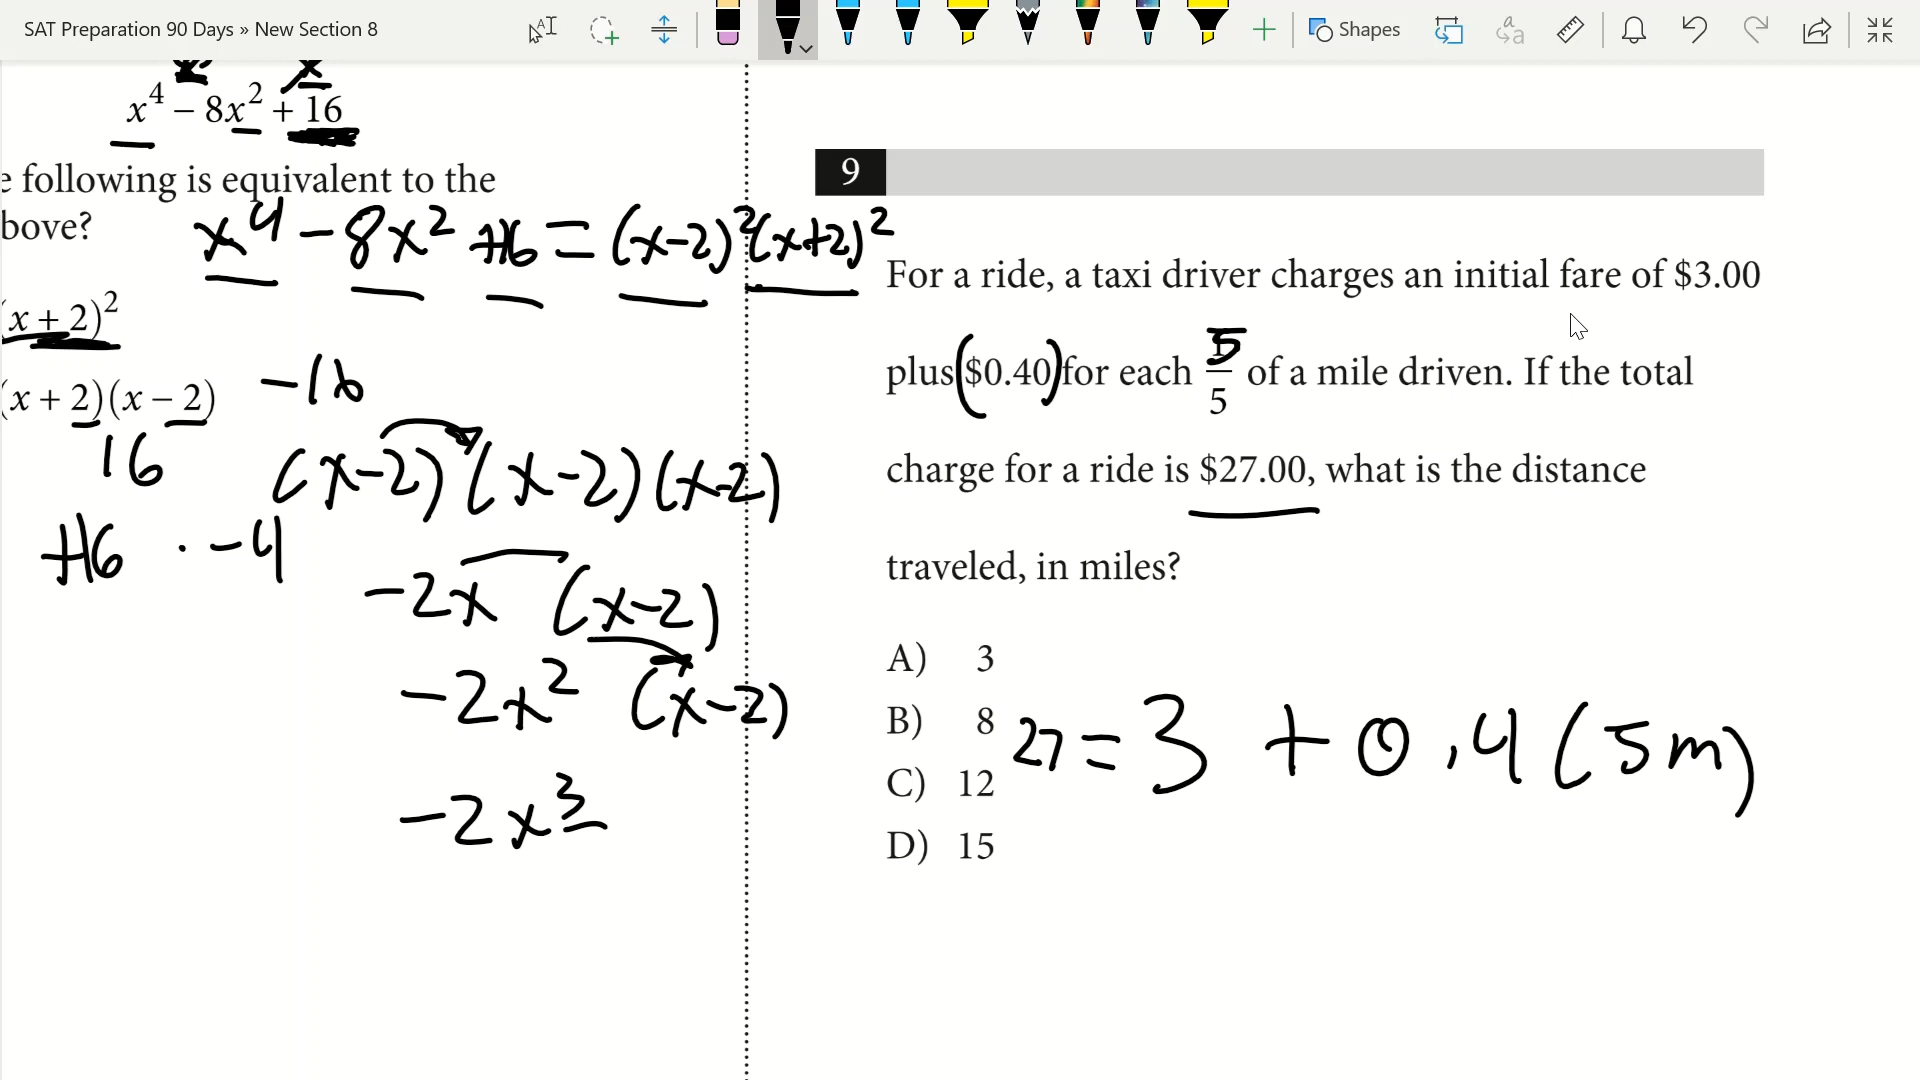 SAT Preparation 90 Days » New Section 8
Shapes
x⁴ − 8x² + 16
e following is equivalent to the
bove?
x⁴ − 8x² +16 = (x−2)²(x+2)²
(x + 2)²
(x + 2)(x − 2)
−16
16
(x−2)(x−2)(x−2)
+16 · −4
−2x (x−2)
−2x² (x−2)
−2x³
9
For a ride, a taxi driver charges an initial fare of $3.00
plus ($0.40) for each 5/5 of a mile driven. If the total
charge for a ride is $27.00, what is the distance
traveled, in miles?
A) 3
B) 8
C) 12
D) 15
27 = 3 + 0.4 (5m)